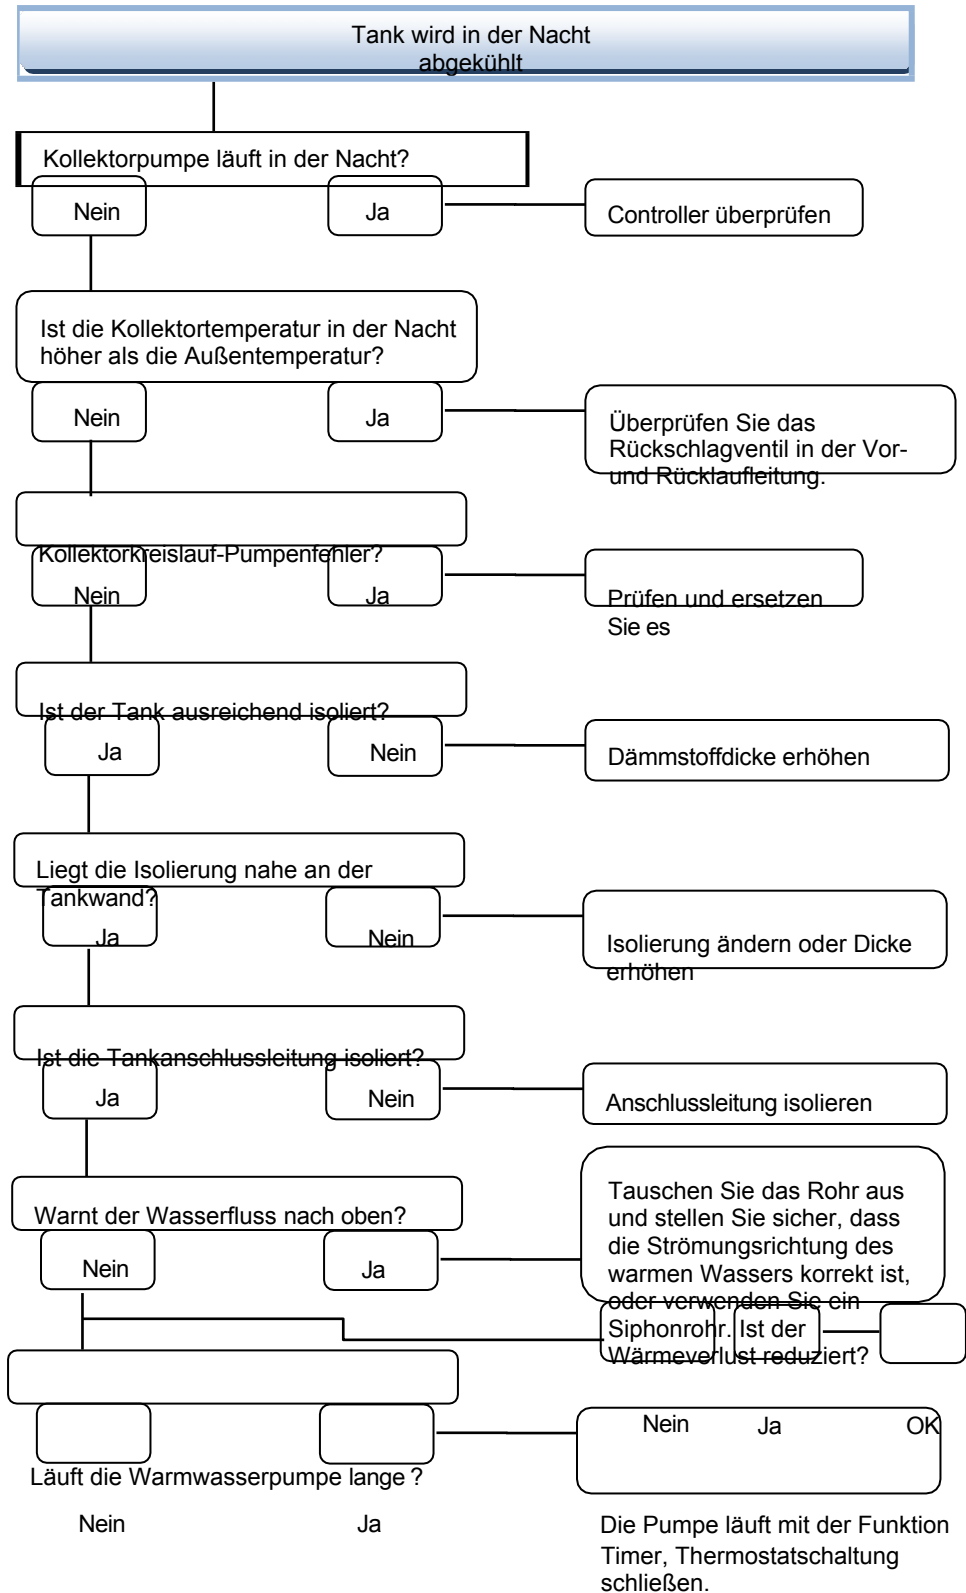 Tank wird in der Nacht
abgekühlt
Kollektorpumpe läuft in der Nacht?
Nein
Ja
Controller überprüfen
Ist die Kollektortemperatur in der Nacht
höher als die Außentemperatur?
Nein
Ja
Überprüfen Sie das
Rückschlagventil in der Vor-
und Rücklaufleitung.
Kollektorkreislauf-Pumpenfehler?
Nein
Ja
Prüfen und ersetzen
Sie es
Ist der Tank ausreichend isoliert?
Ja
Nein
Dämmstoffdicke erhöhen
Liegt die Isolierung nahe an der
Tankwand?
Ja
Nein
Isolierung ändern oder Dicke
erhöhen
Ist die Tankanschlussleitung isoliert?
Ja
Nein
Anschlussleitung isolieren
Warnt der Wasserfluss nach oben?
Nein
Ja
Tauschen Sie das Rohr aus
und stellen Sie sicher, dass
die Strömungsrichtung des
warmen Wassers korrekt ist,
oder verwenden Sie ein
Siphonrohr. Ist der
Wärmeverlust reduziert?
Nein
Ja
OK
Läuft die Warmwasserpumpe lange ?
Nein
Ja
Die Pumpe läuft mit der Funktion
Timer, Thermostatschaltung
schließen.